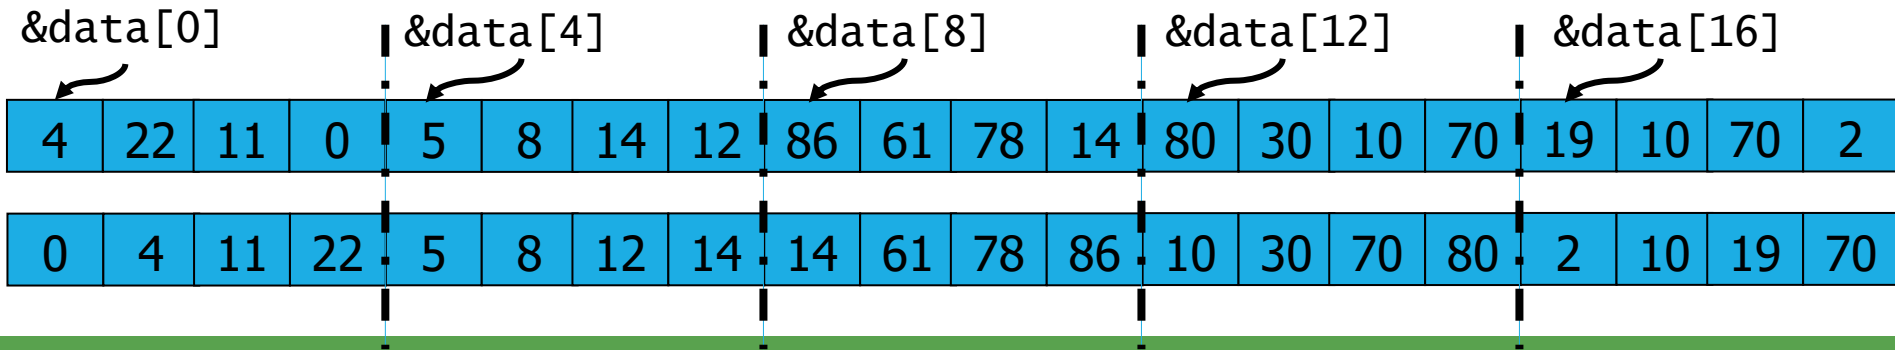 &data[0] &data[4] &data[8] &data[12] &data[16]
4 22 11 0 5 8 14 12 86 61 78 14 80 30 10 70 19 10 70 2
0 4 11 22 5 8 12 14 14 61 78 86 10 30 70 80 2 10 19 70